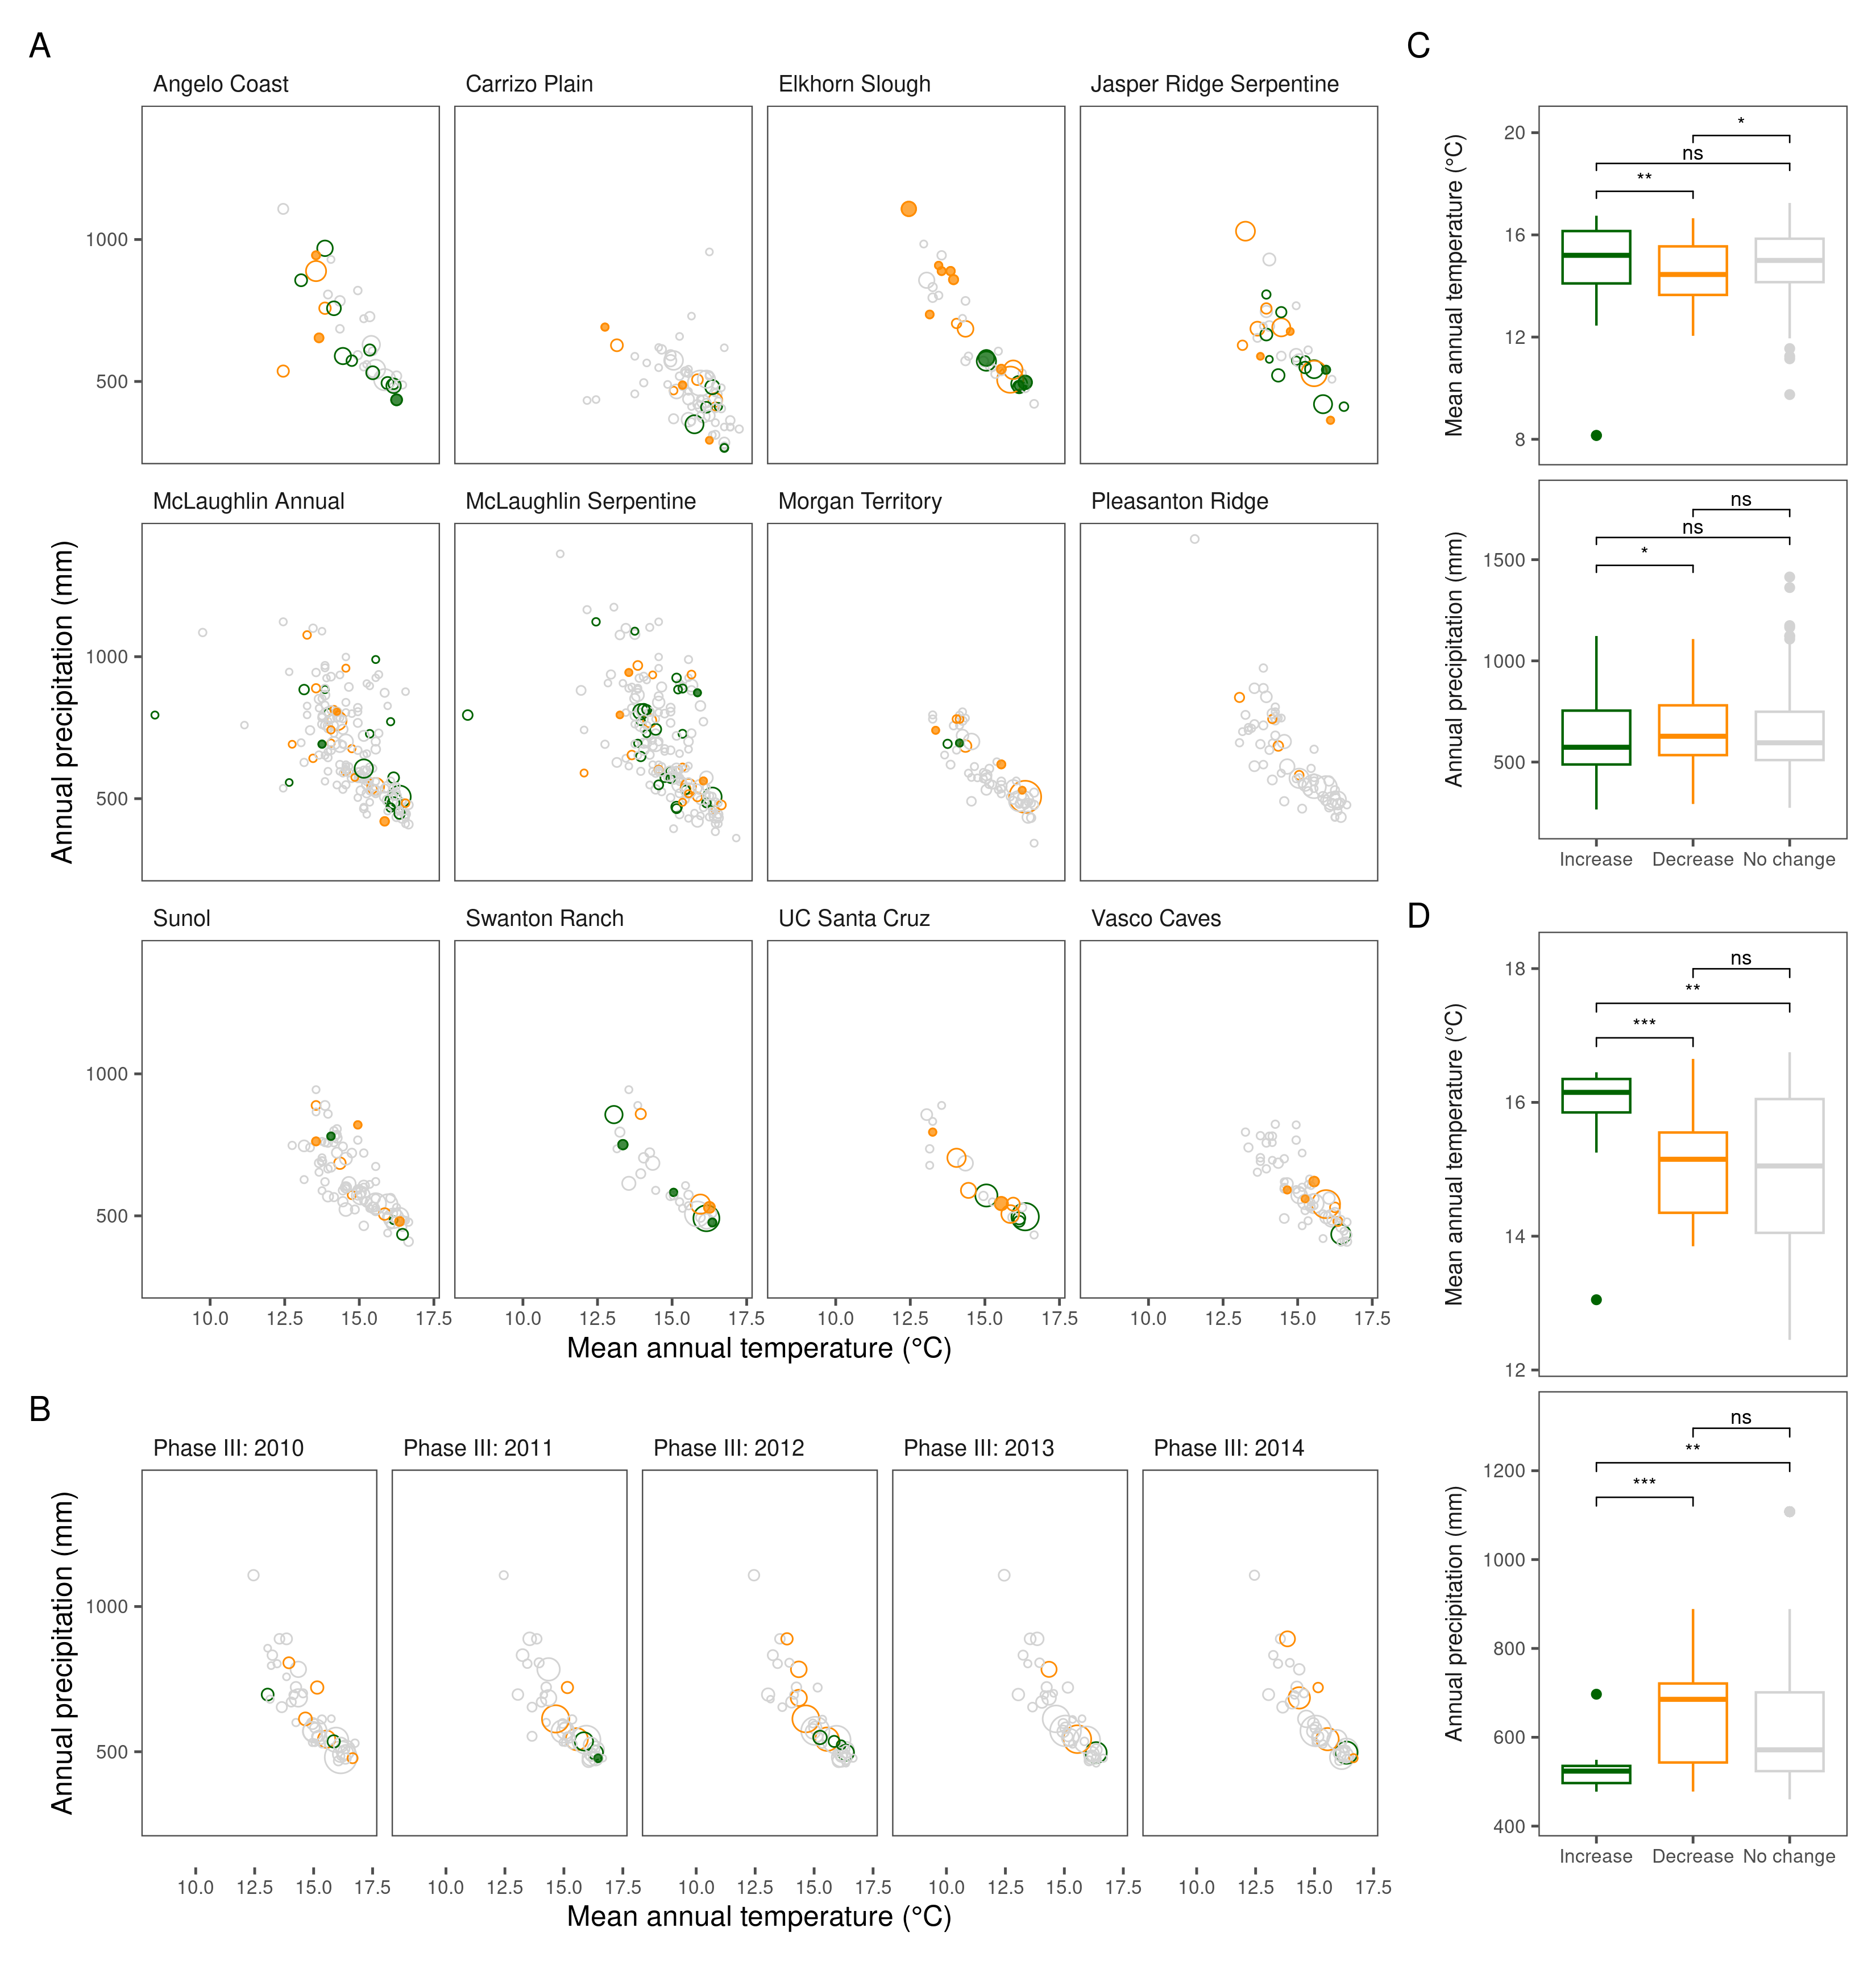 A
Angelo Coast
Carrizo Plain
Elkhorn Slough
Jasper Ridge Serpentine
1000
500
McLaughlin Annual
McLaughlin Serpentine
Morgan Territory
Pleasanton Ridge
1000
500
Annual precipitation (mm)
Sunol
Swanton Ranch
UC Santa Cruz
Vasco Caves
1000
500
10.0 12.5 15.0 17.5
10.0 12.5 15.0 17.5
10.0 12.5 15.0 17.5
10.0 12.5 15.0 17.5
Mean annual temperature (°C)
B
Phase III: 2010
Phase III: 2011
Phase III: 2012
Phase III: 2013
Phase III: 2014
Annual precipitation (mm)
1000
500
10.0 12.5 15.0 17.5
10.0 12.5 15.0 17.5
10.0 12.5 15.0 17.5
10.0 12.5 15.0 17.5
10.0 12.5 15.0 17.5
Mean annual temperature (°C)
C
Mean annual temperature (°C)
20
16
12
8
*
ns
**
Annual precipitation (mm)
1500
1000
500
ns
ns
*
Increase Decrease No change
D
Mean annual temperature (°C)
18
16
14
12
ns
**
***
Annual precipitation (mm)
1200
1000
800
600
400
ns
**
***
Increase Decrease No change